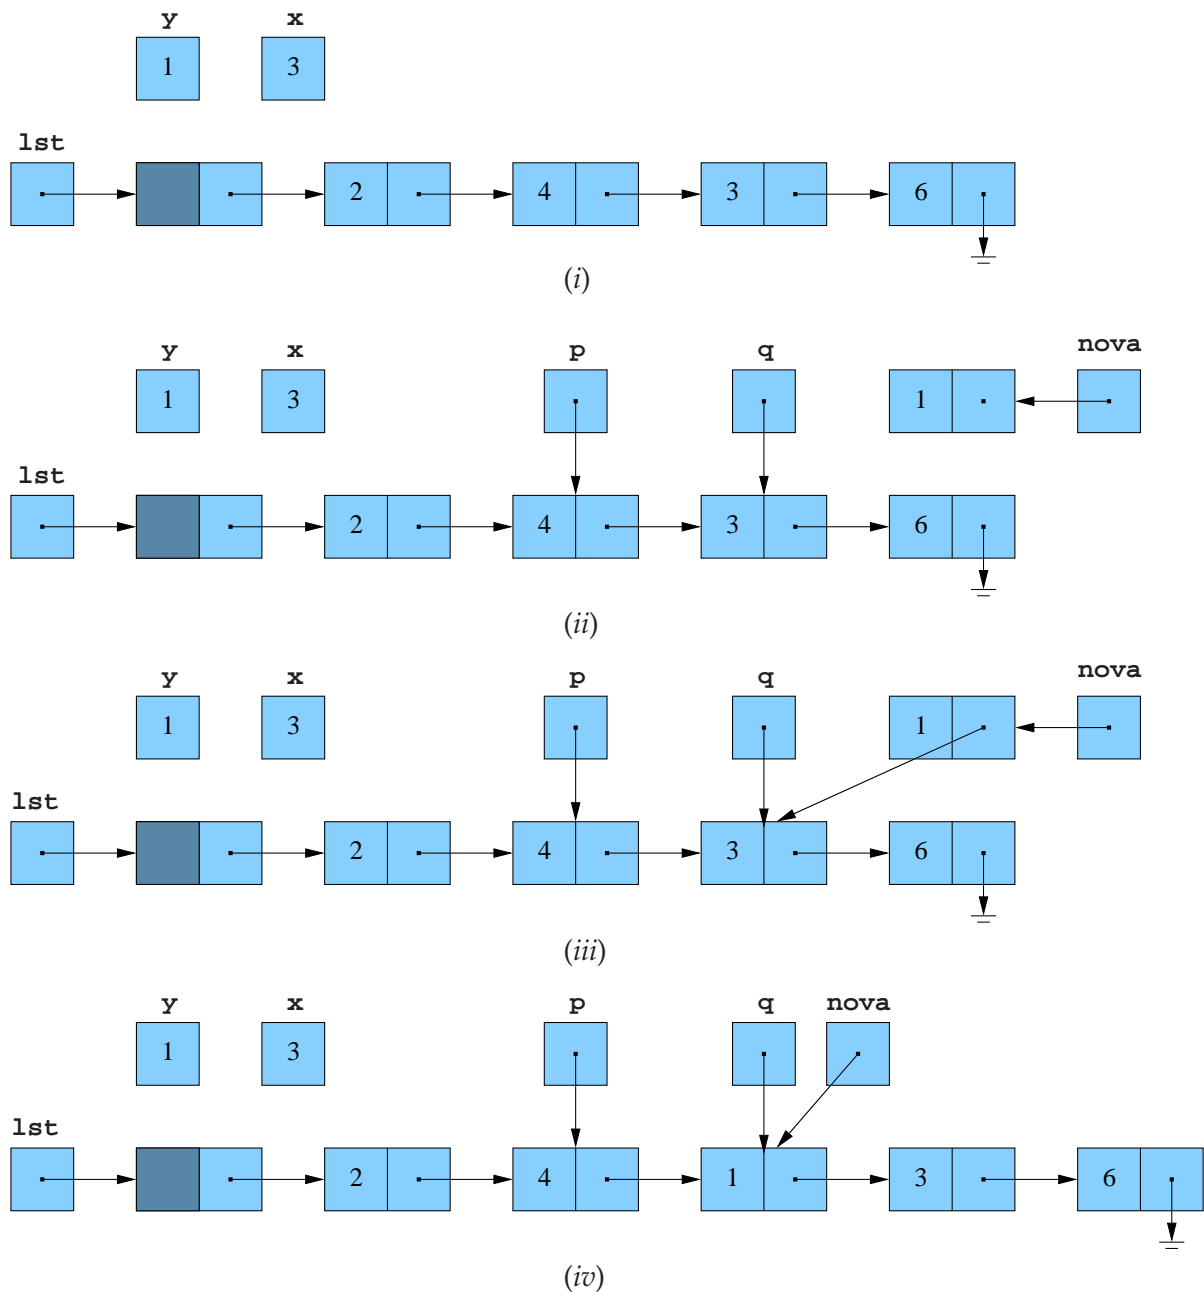 y x
1 3
lst
2 4 3 6
(i)
y x p q nova
1 3 1
lst
2 4 3 6
(ii)
y x p q nova
1 3 1
lst
2 4 3 6
(iii)
y x p q nova
1 3
lst
2 4 1 3 6
(iv)